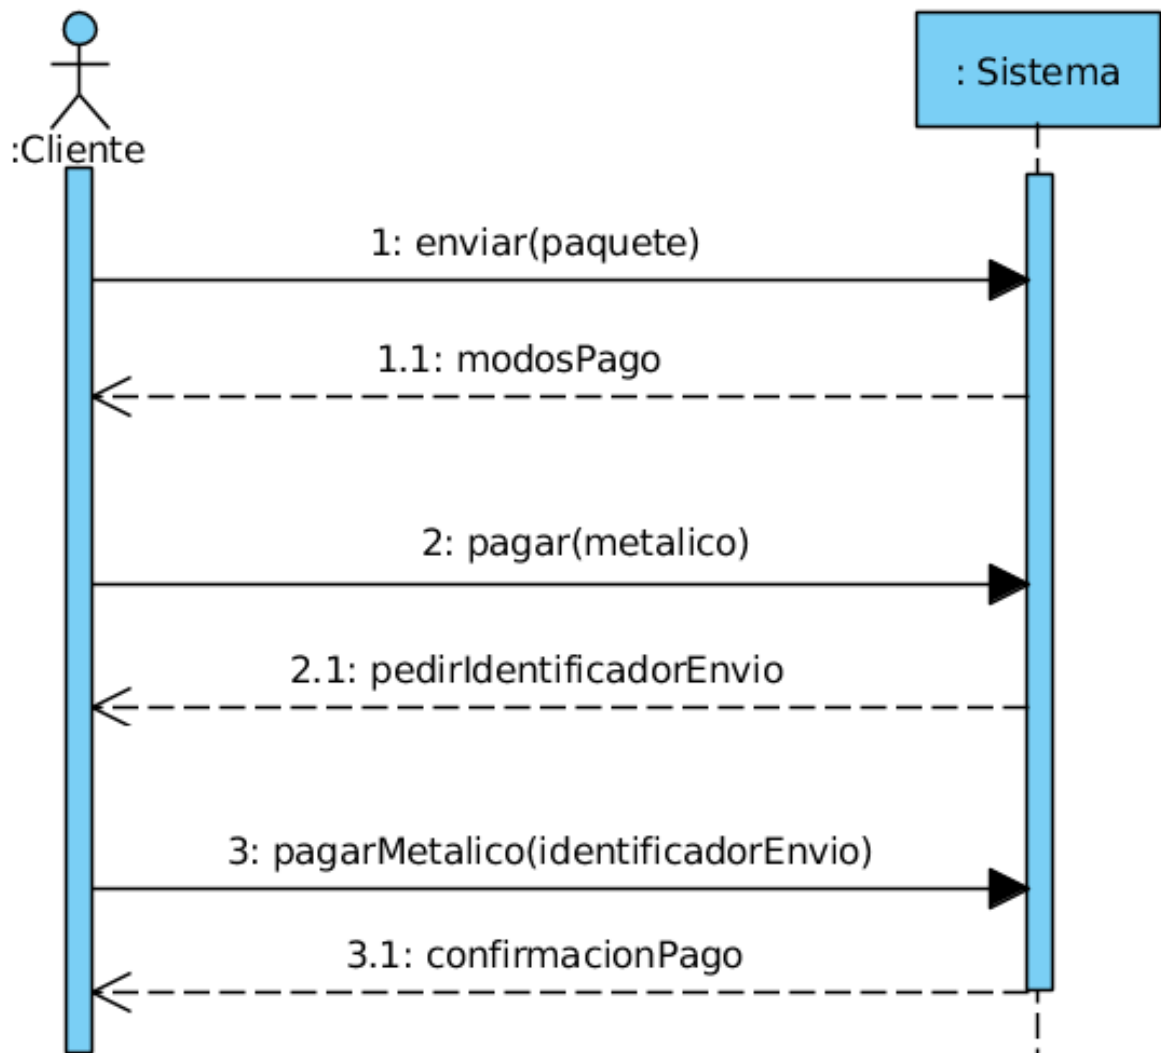 : Sistema
:Cliente
1: enviar(paquete)
1.1: modosPago
2: pagar(metalico)
2.1: pedirIdentificadorEnvio
3: pagarMetalico(identificadorEnvio)
3.1: confirmacionPago